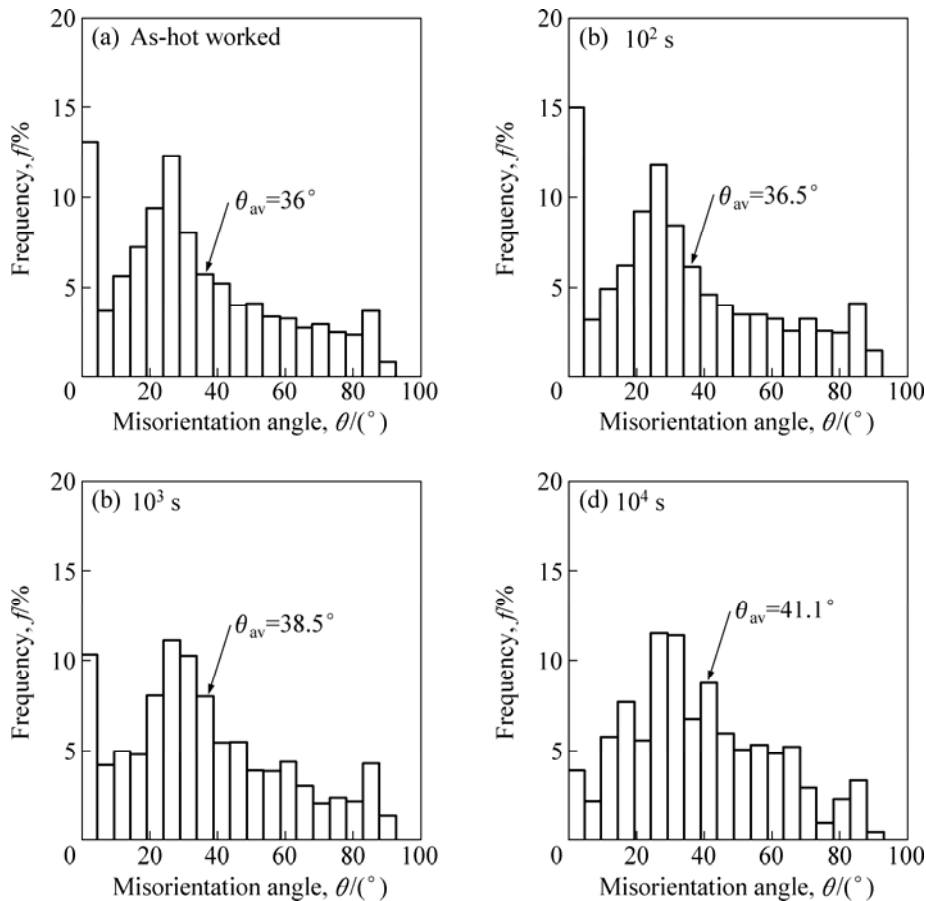 (a) As-hot worked
20
15
10
5
0
Frequency, f/%
θav=36°
0 20 40 60 80 100
Misorientation angle, θ/(°)
(b) 10² s
20
15
10
5
0
Frequency, f/%
θav=36.5°
20 40 60 80 100
Misorientation angle, θ/(°)
(b) 10³ s
20
15
10
5
0
Frequency, f/%
θav=38.5°
20 40 60 80 100
Misorientation angle, θ/(°)
(d) 10⁴ s
20
15
10
5
0
Frequency, f/%
θav=41.1°
20 40 60 80 100
Misorientation angle, θ/(°)